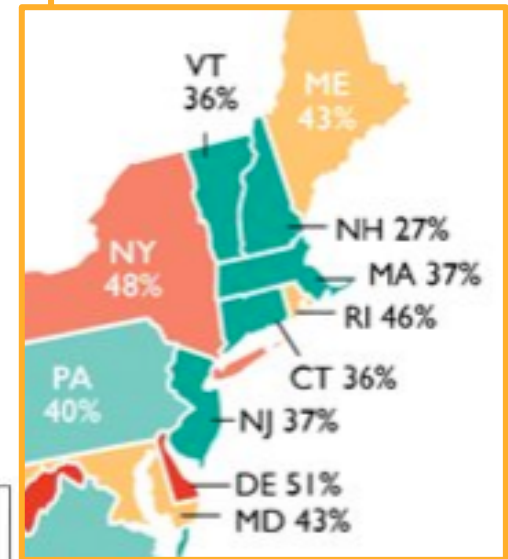 VT
36%
ME
43%
NH 27%
NY
48%
MA 37%
RI 46%
PA
40%
CT 36%
NJ 37%
DE 51%
MD 43%